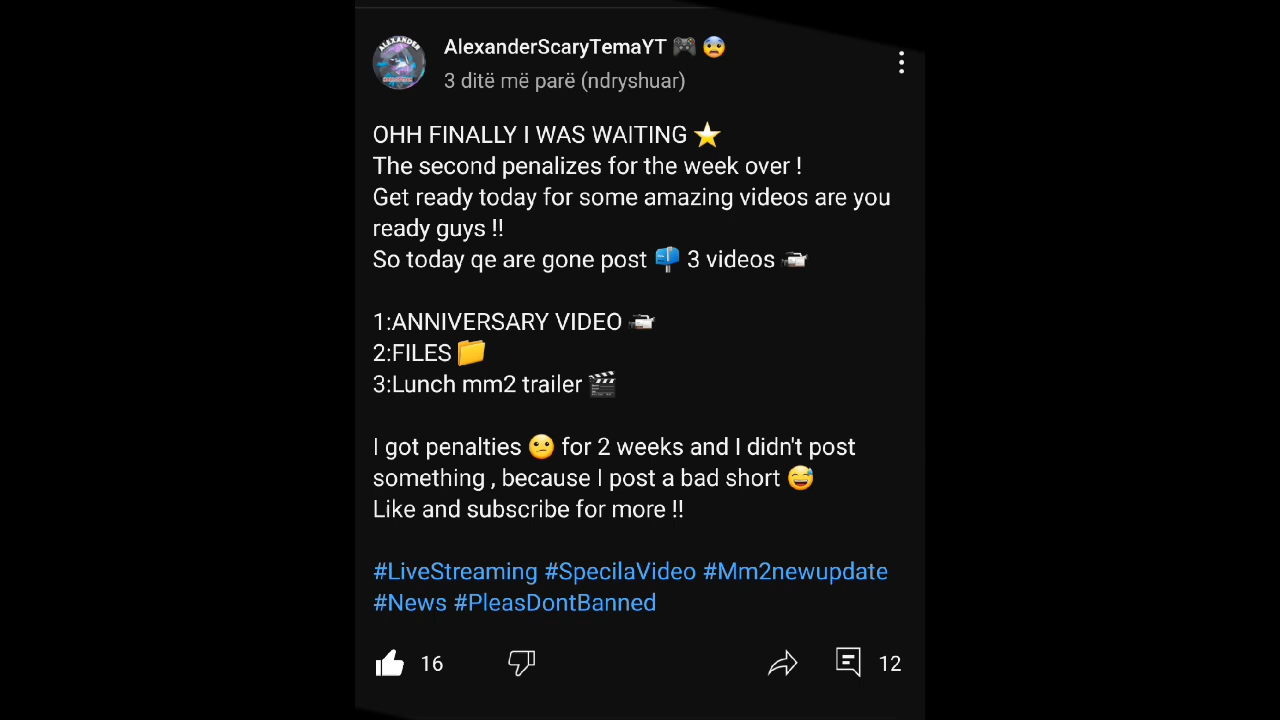 ALEXANDER
AlexanderScaryTemaYT 🎮 😨
3 ditë më parë (ndryshuar)
OHH FINALLY I WAS WAITING ⭐
The second penalizes for the week over !
Get ready today for some amazing videos are you
ready guys !!
So today qe are gone post 📫 3 videos 📹
1:ANNIVERSARY VIDEO 📹
2:FILES 📁
3:Lunch mm2 trailer 🎬
I got penalties 😕 for 2 weeks and I didn't post
something , because I post a bad short 😅
Like and subscribe for more !!
#LiveStreaming #SpecilaVideo #Mm2newupdate
#News #PleasDontBanned
16
12